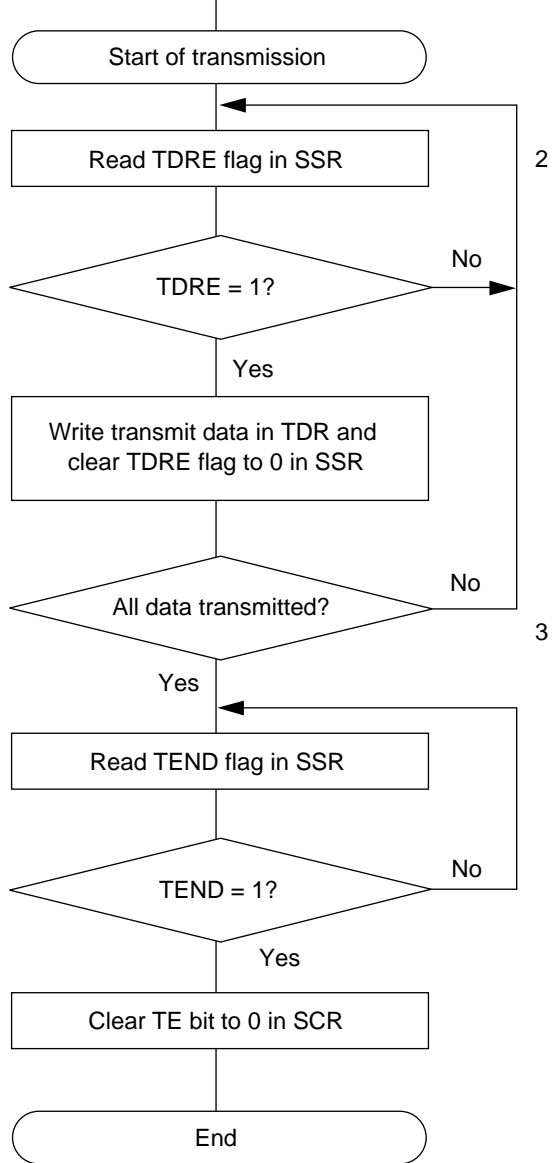 Start of transmission
Read TDRE flag in SSR
2
TDRE = 1?
No
Yes
Write transmit data in TDR and
clear TDRE flag to 0 in SSR
All data transmitted?
No
3
Yes
Read TEND flag in SSR
TEND = 1?
No
Yes
Clear TE bit to 0 in SCR
End